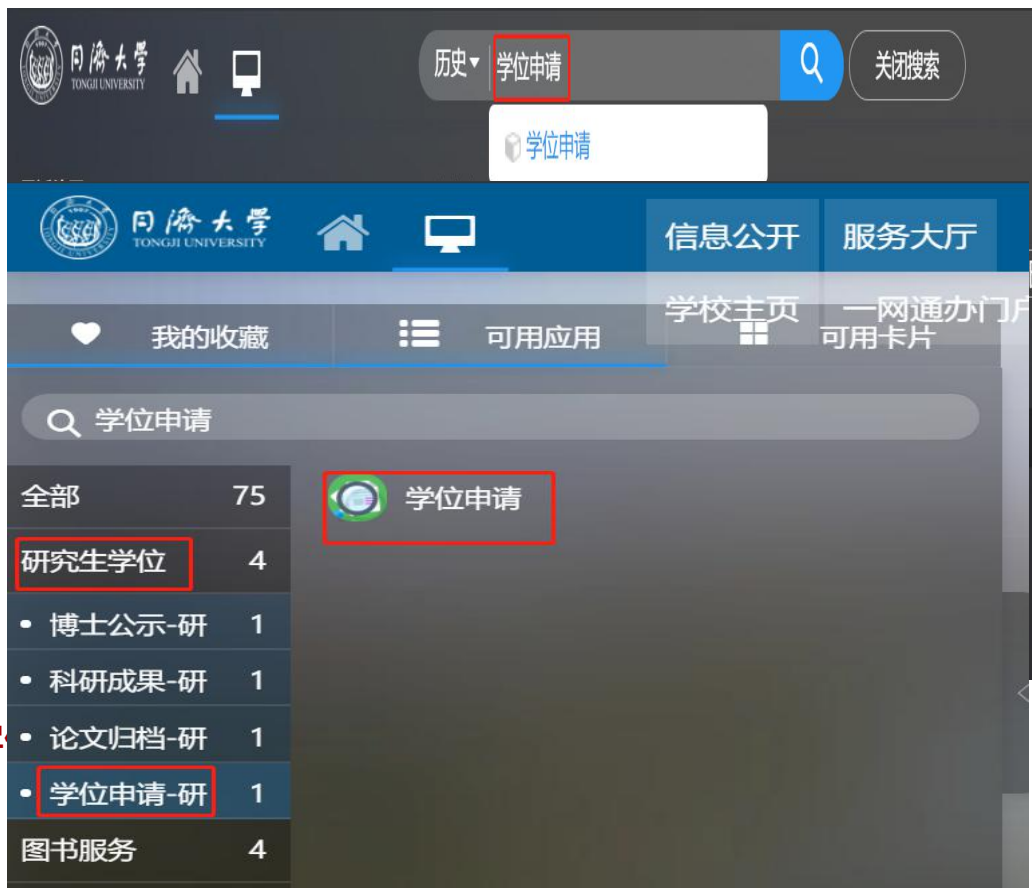 同濟大學
TONGJI UNIVERSITY
历史▾ 学位申请
关闭搜索
学位申请
同濟大學
TONGJI UNIVERSITY
信息公开 服务大厅
学校主页 一网通办门户
我的收藏 可用应用 可用卡片
学位申请
全部 75
学位申请
研究生学位 4
• 博士公示-研 1
• 科研成果-研 1
• 论文归档-研 1
• 学位申请-研 1
图书服务 4